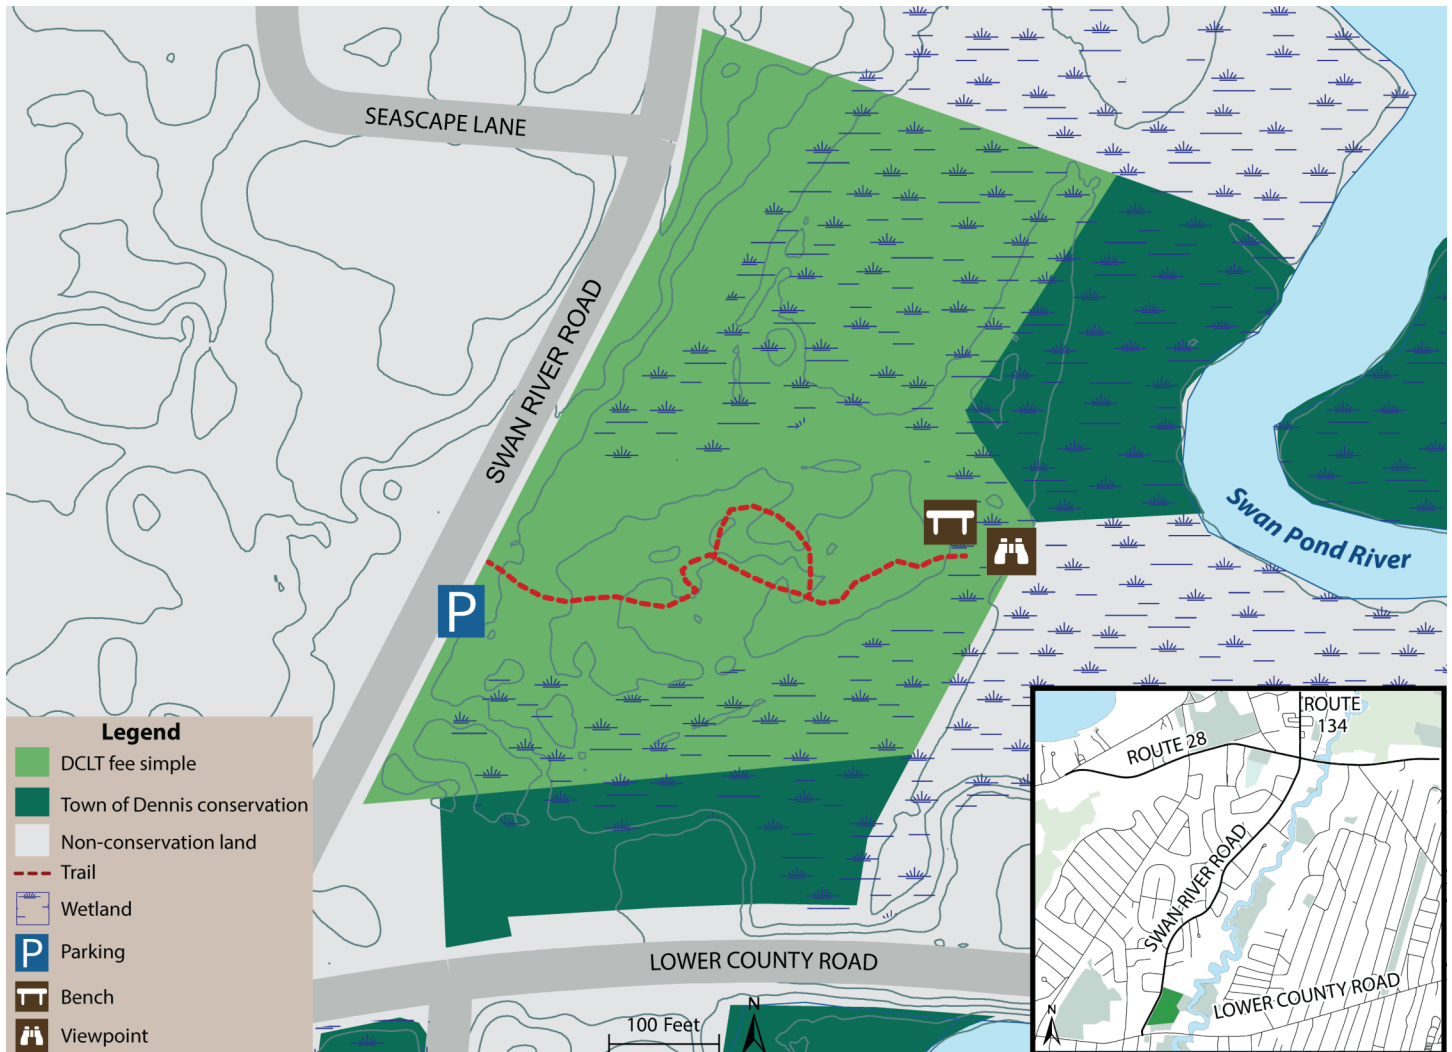 SEASCAPE LANE
SWAN RIVER ROAD
Swan Pond River
P
LOWER COUNTY ROAD
N
100 Feet
Legend
DCLT fee simple
Town of Dennis conservation
Non-conservation land
Trail
Wetland
P
Parking
Bench
Viewpoint
ROUTE
134
ROUTE 28
SWAN RIVER ROAD
LOWER COUNTY ROAD
N